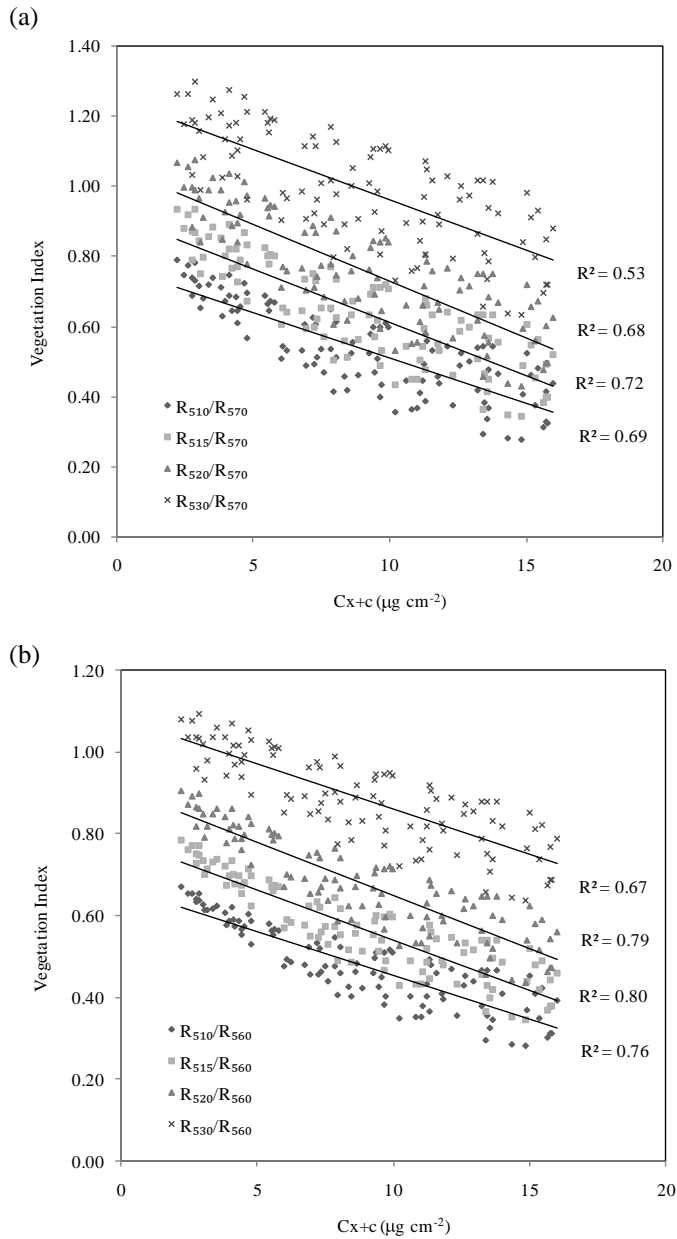 (a)
1.40
1.20
1.00
0.80
0.60
0.40
0.20
0.00
Vegetation Index
R² = 0.53
R² = 0.68
R² = 0.72
R² = 0.69
R₅₁₀/R₅₇₀
R₅₁₅/R₅₇₀
R₅₂₀/R₅₇₀
R₅₃₀/R₅₇₀
0 5 10 15 20
Cx+c (µg cm⁻²)
(b)
1.20
1.00
0.80
0.60
0.40
0.20
0.00
Vegetation Index
R² = 0.67
R² = 0.79
R² = 0.80
R² = 0.76
R₅₁₀/R₅₆₀
R₅₁₅/R₅₆₀
R₅₂₀/R₅₆₀
R₅₃₀/R₅₆₀
0 5 10 15 20
Cx+c (µg cm⁻²)